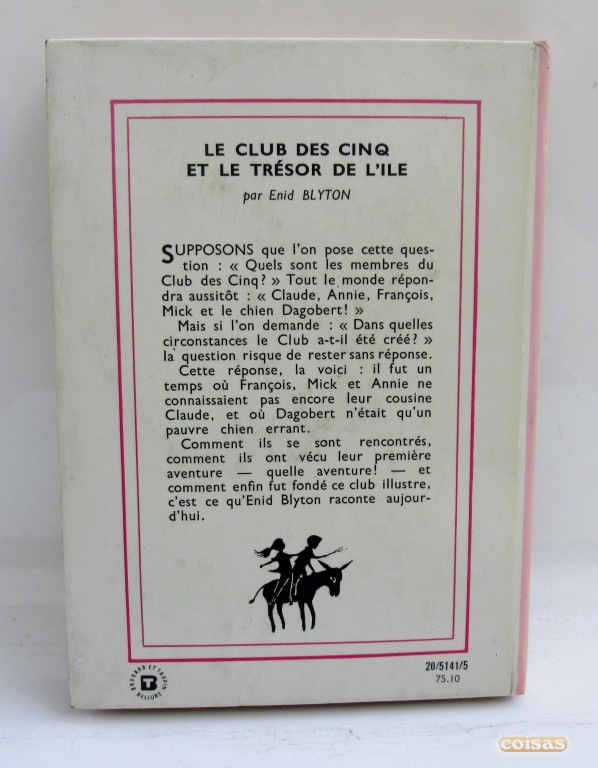 LE CLUB DES CINQ
ET LE TRÉSOR DE L'ILE
par Enid BLYTON
SUPPOSONS que l'on pose cette ques-
tion : « Quels sont les membres du
Club des Cinq? » Tout le monde répon-
dra aussitôt : « Claude, Annie, François,
Mick et le chien Dagobert! »
Mais si l'on demande : « Dans quelles
circonstances le Club a-t-il été créé? »
la question risque de rester sans réponse.
Cette réponse, la voici : il fut un
temps où François, Mick et Annie ne
connaissaient pas encore leur cousine
Claude, et où Dagobert n'était qu'un
pauvre chien errant.
Comment ils se sont rencontrés,
comment ils ont vécu leur première
aventure — quelle aventure! — et
comment enfin fut fondé ce club illustre,
c'est ce qu'Enid Blyton raconte aujour-
d'hui.
BRODARD ET TAUPIN
RELIURE
20/5141/5
75.10
coisas